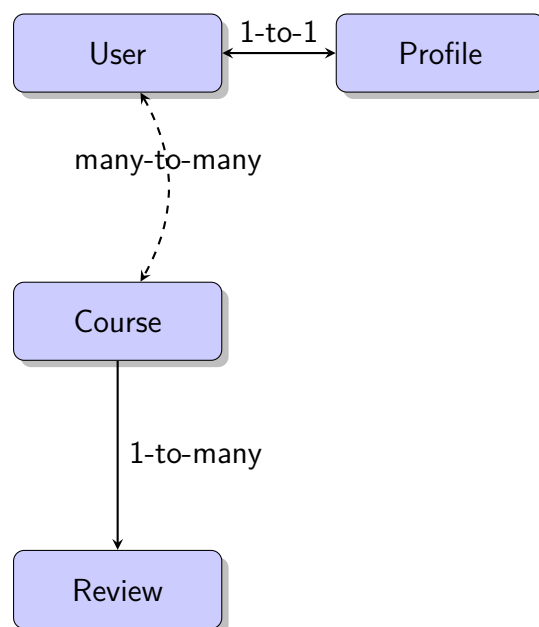 User
1-to-1
Profile
many-to-many
Course
1-to-many
Review